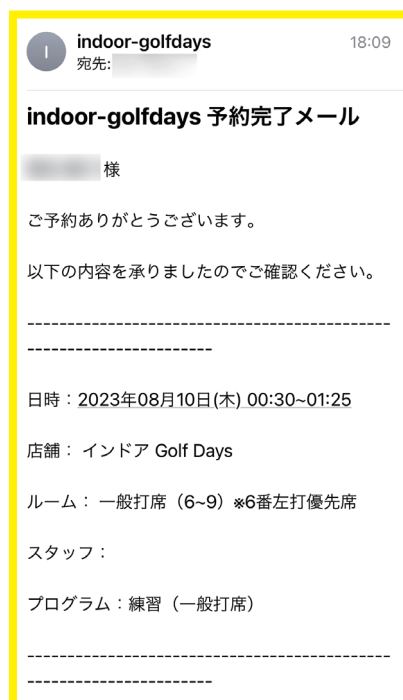 I
indoor-golfdays
18:09
宛先:
indoor-golfdays 予約完了メール
様
ご予約ありがとうございます。
以下の内容を承りましたのでご確認ください。
--------------------------------------------
-----------------------
日時：2023年08月10日(木) 00:30~01:25
店舗： インドア Golf Days
ルーム： 一般打席（6~9）※6番左打優先席
スタッフ：
プログラム：練習（一般打席）
--------------------------------------------
-----------------------